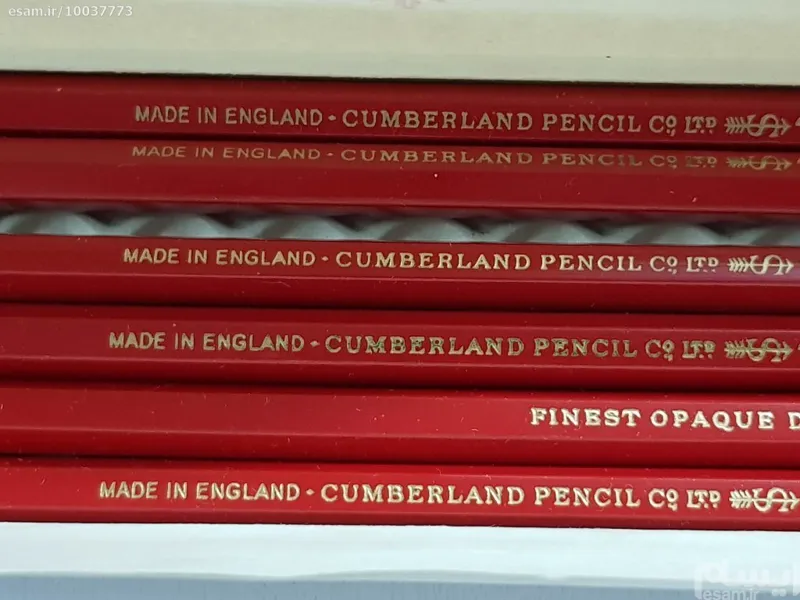 esam.ir/10037773
MADE IN ENGLAND - CUMBERLAND PENCIL Co LTD
MADE IN ENGLAND - CUMBERLAND PENCIL Co LTD
MADE IN ENGLAND - CUMBERLAND PENCIL Co LTD
MADE IN ENGLAND - CUMBERLAND PENCIL Co LTD
FINEST OPAQUE D
MADE IN ENGLAND - CUMBERLAND PENCIL Co LTD
ایسام
esam.ir